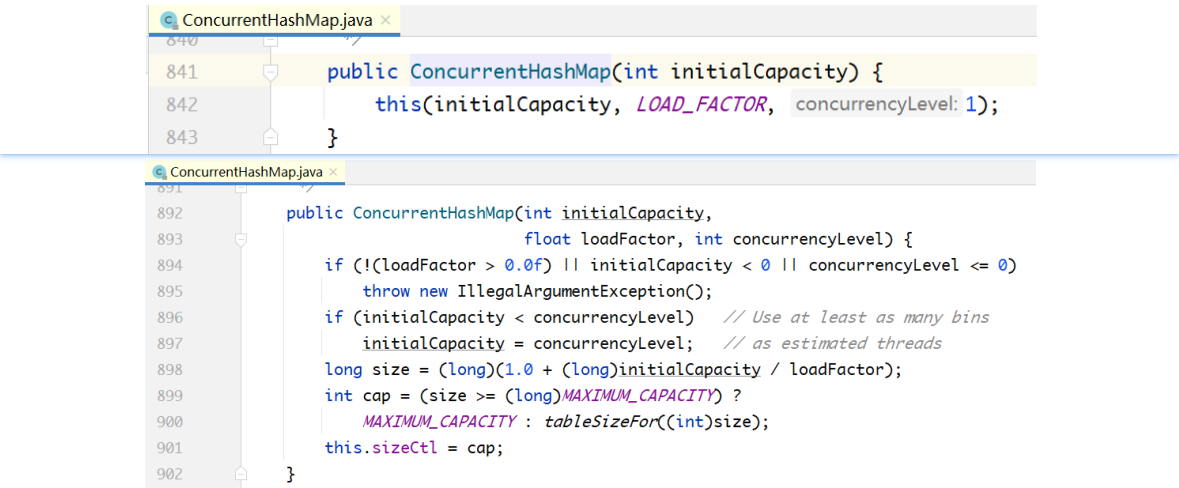 ConcurrentHashMap.java ×
840 */
841 public ConcurrentHashMap(int initialCapacity) {
842 this(initialCapacity, LOAD_FACTOR, concurrencyLevel: 1);
843 }
ConcurrentHashMap.java ×
891 */
892 public ConcurrentHashMap(int initialCapacity,
893 float loadFactor, int concurrencyLevel) {
894 if (!(loadFactor > 0.0f) || initialCapacity < 0 || concurrencyLevel <= 0)
895 throw new IllegalArgumentException();
896 if (initialCapacity < concurrencyLevel) // Use at least as many bins
897 initialCapacity = concurrencyLevel; // as estimated threads
898 long size = (long)(1.0 + (long)initialCapacity / loadFactor);
899 int cap = (size >= (long)MAXIMUM_CAPACITY) ?
900 MAXIMUM_CAPACITY : tableSizeFor((int)size);
901 this.sizeCtl = cap;
902 }